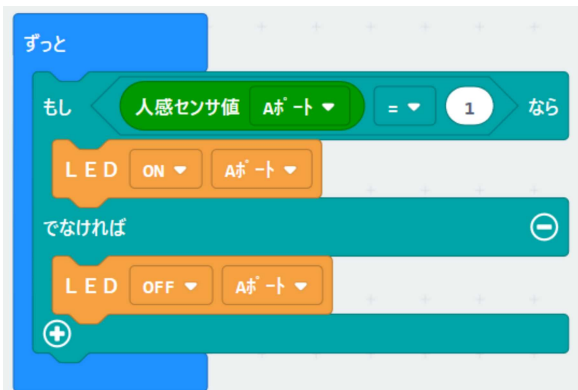 ずっと
もし 人感センサ値 Aﾎﾟｰﾄ = 1 なら
LED ON Aﾎﾟｰﾄ
でなければ
LED OFF Aﾎﾟｰﾄ